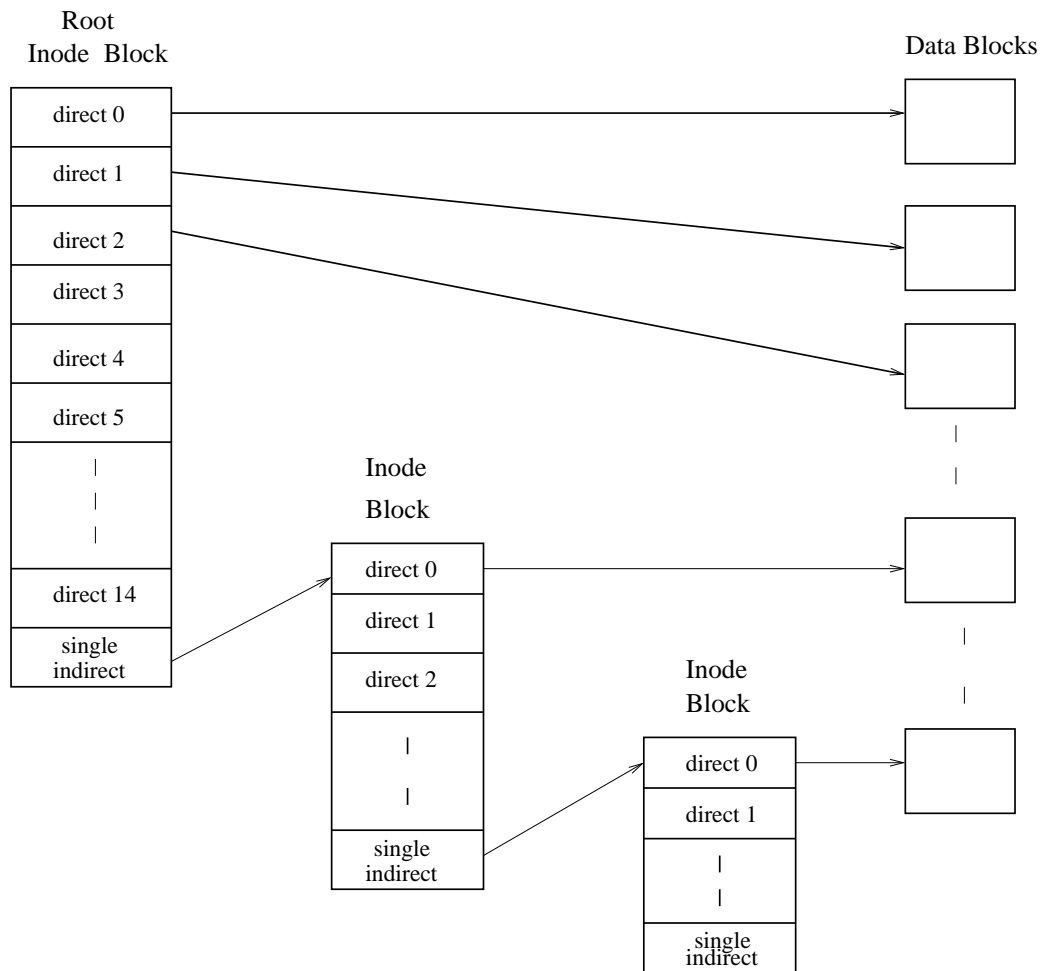 Root
Inode Block
direct 0
direct 1
direct 2
direct 3
direct 4
direct 5
direct 14
single
indirect
Inode
Block
direct 0
direct 1
direct 2
single
indirect
Inode
Block
direct 0
direct 1
single
indirect
Data Blocks